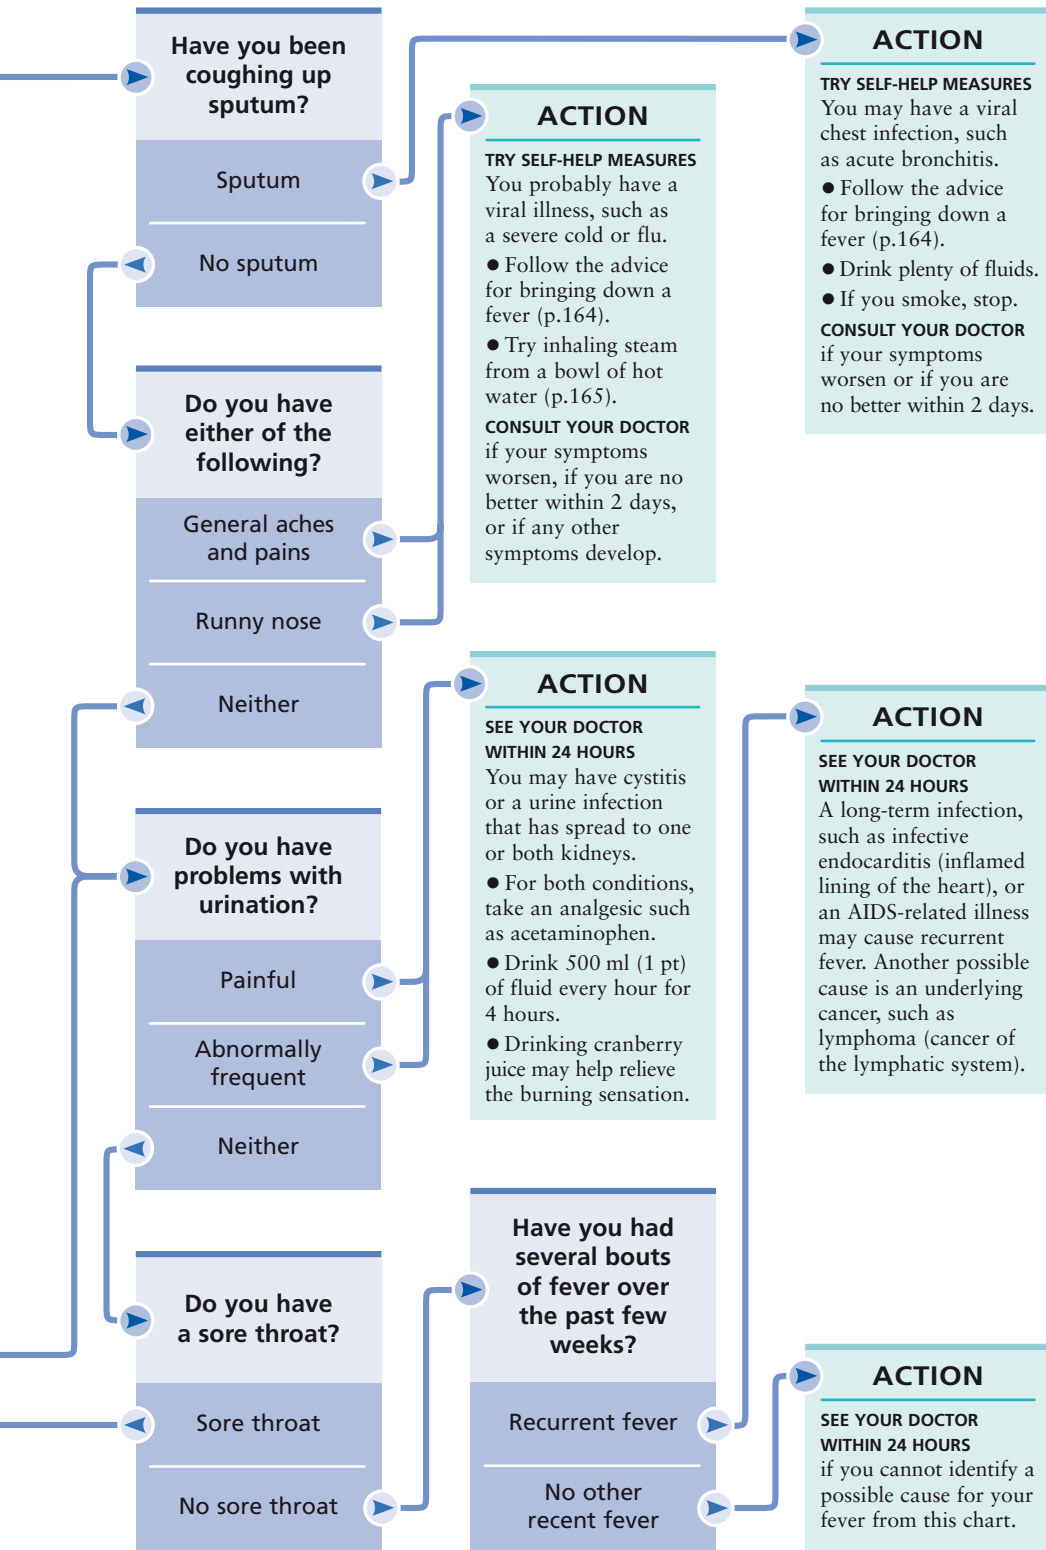 Have you been
coughing up
sputum?
Sputum
No sputum
Do you have
either of the
following?
General aches
and pains
Runny nose
Neither
Do you have
problems with
urination?
Painful
Abnormally
frequent
Neither
Do you have
a sore throat?
Sore throat
No sore throat
ACTION
TRY SELF-HELP MEASURES
You probably have a
viral illness, such as
a severe cold or flu.
● Follow the advice
for bringing down a
fever (p.164).
● Try inhaling steam
from a bowl of hot
water (p.165).
CONSULT YOUR DOCTOR
if your symptoms
worsen, if you are no
better within 2 days,
or if any other
symptoms develop.
ACTION
SEE YOUR DOCTOR
WITHIN 24 HOURS
You may have cystitis
or a urine infection
that has spread to one
or both kidneys.
● For both conditions,
take an analgesic such
as acetaminophen.
● Drink 500 ml (1 pt)
of fluid every hour for
4 hours.
● Drinking cranberry
juice may help relieve
the burning sensation.
Have you had
several bouts
of fever over
the past few
weeks?
Recurrent fever
No other
recent fever
ACTION
TRY SELF-HELP MEASURES
You may have a viral
chest infection, such
as acute bronchitis.
● Follow the advice
for bringing down a
fever (p.164).
● Drink plenty of fluids.
● If you smoke, stop.
CONSULT YOUR DOCTOR
if your symptoms
worsen or if you are
no better within 2 days.
ACTION
SEE YOUR DOCTOR
WITHIN 24 HOURS
A long-term infection,
such as infective
endocarditis (inflamed
lining of the heart), or
an AIDS-related illness
may cause recurrent
fever. Another possible
cause is an underlying
cancer, such as
lymphoma (cancer of
the lymphatic system).
ACTION
SEE YOUR DOCTOR
WITHIN 24 HOURS
if you cannot identify a
possible cause for your
fever from this chart.